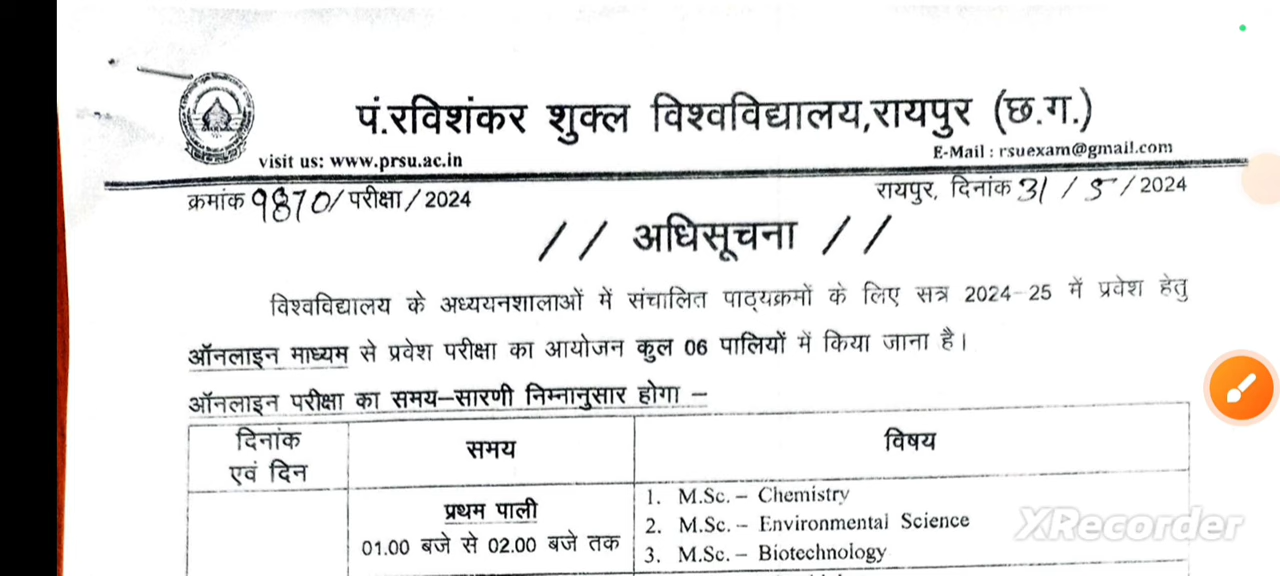 पं.रविशंकर शुक्ल विश्वविद्यालय,रायपुर (छ.ग.)
visit us: www.prsu.ac.in
E-Mail : rsuexam@gmail.com
क्रमांक 9870/परीक्षा/2024
रायपुर, दिनांक 31/5/2024
// अधिसूचना //
विश्वविद्यालय के अध्ययनशालाओं में संचालित पाठ्यक्रमों के लिए सत्र 2024-25 में प्रवेश हेतु
ऑनलाइन माध्यम से प्रवेश परीक्षा का आयोजन कुल 06 पालियों में किया जाना है।
ऑनलाइन परीक्षा का समय–सारणी निम्नानुसार होगा –
दिनांक
एवं दिन
समय
विषय
प्रथम पाली
01.00 बजे से 02.00 बजे तक
1. M.Sc. – Chemistry
2. M.Sc. – Environmental Science
3. M.Sc. – Biotechnology
XRecorder